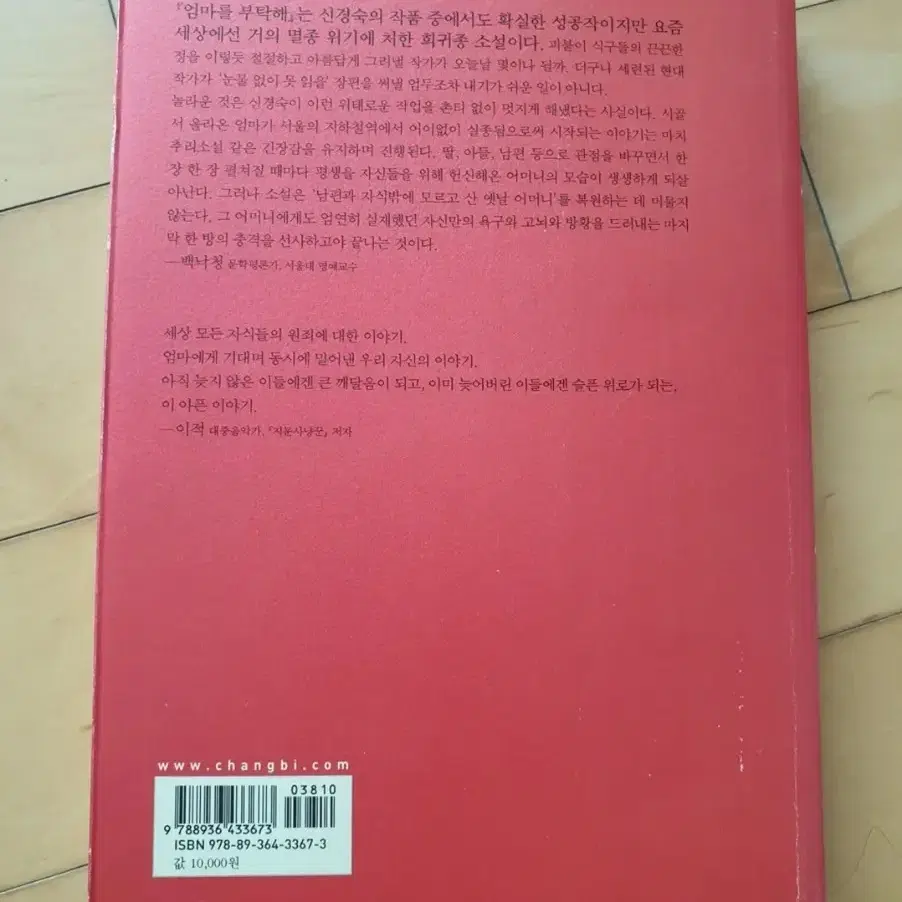 『엄마를 부탁해』는 신경숙의 작품 중에서도 확실한 성공작이지만 요즘
세상에선 거의 멸종 위기에 처한 희귀종 소설이다. 피붙이 식구들의 끈끈한
정을 이렇듯 절절하고 아름답게 그려낼 작가가 오늘날 몇이나 될까. 더구나 세련된 현대
작가가 '눈물 없이 못 읽을' 장편을 써낼 엄두조차 내기가 쉬운 일이 아니다.
놀라운 것은 신경숙이 이런 위태로운 작업을 촌티 없이 멋지게 해냈다는 사실이다. 시골
서 올라온 엄마가 서울의 지하철역에서 어이없이 실종됨으로써 시작되는 이야기는 마치
추리소설 같은 긴장감을 유지하며 진행된다. 딸, 아들, 남편 등으로 관점을 바꾸면서 한
장 한 장 펼쳐질 때마다 평생을 자신들을 위해 헌신해온 어머니의 모습이 생생하게 되살
아난다. 그러나 소설은 '남편과 자식밖에 모르고 산 옛날 어머니'를 복원하는 데 머물지
않는다. 그 어머니에게도 엄연히 실재했던 자신만의 욕구와 고뇌와 방황을 드러내는 마지
막 한 방의 충격을 선사하고야 끝나는 것이다.
—백낙청 문학평론가, 서울대 명예교수
세상 모든 자식들의 원죄에 대한 이야기.
엄마에게 기대며 동시에 밀어낸 우리 자신의 이야기.
아직 늦지 않은 이들에겐 큰 깨달음이 되고, 이미 늦어버린 이들에겐 슬픈 위로가 되는,
이 아픈 이야기.
—이적 대중음악가, 『지문사냥꾼』 저자
www.changbi.com
03810
9 788936 433673
ISBN 978-89-364-3367-3
값 10,000원